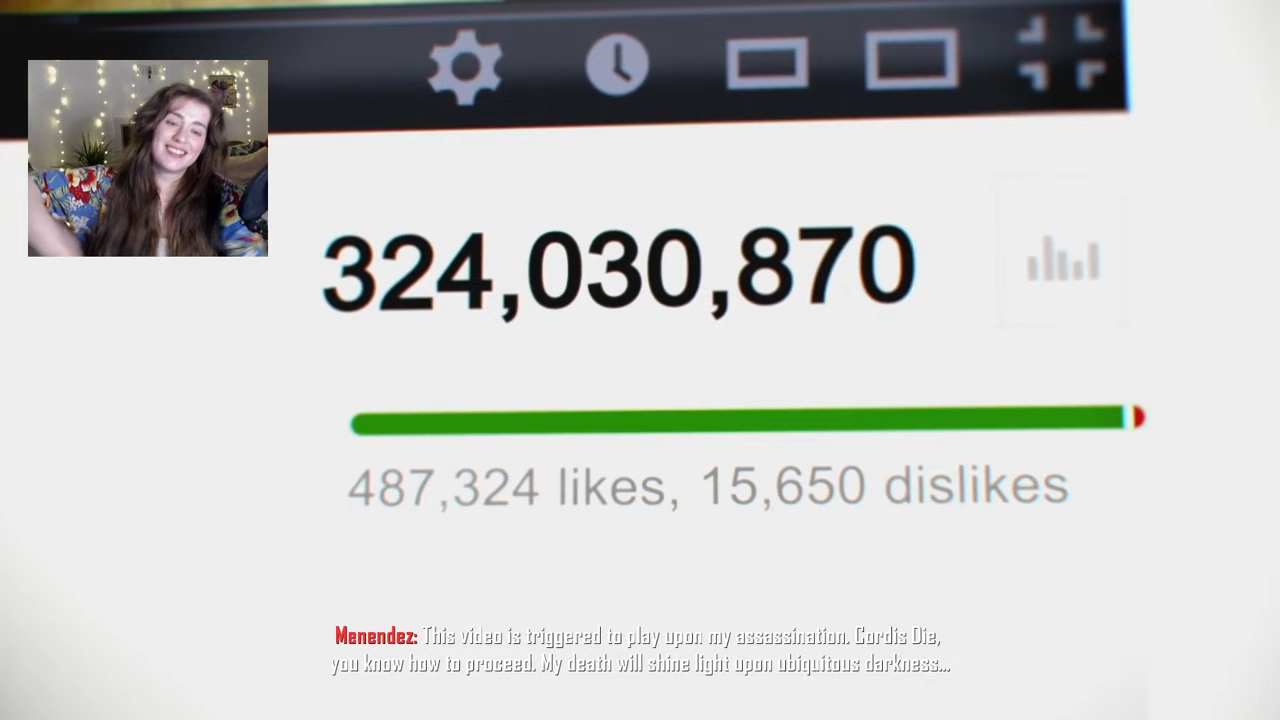 324,030,870
487,324 likes, 15,650 dislikes
Menendez: This video is triggered to play upon my assassination. Cordis Die,
you know how to proceed. My death will shine light upon ubiquitous darkness...